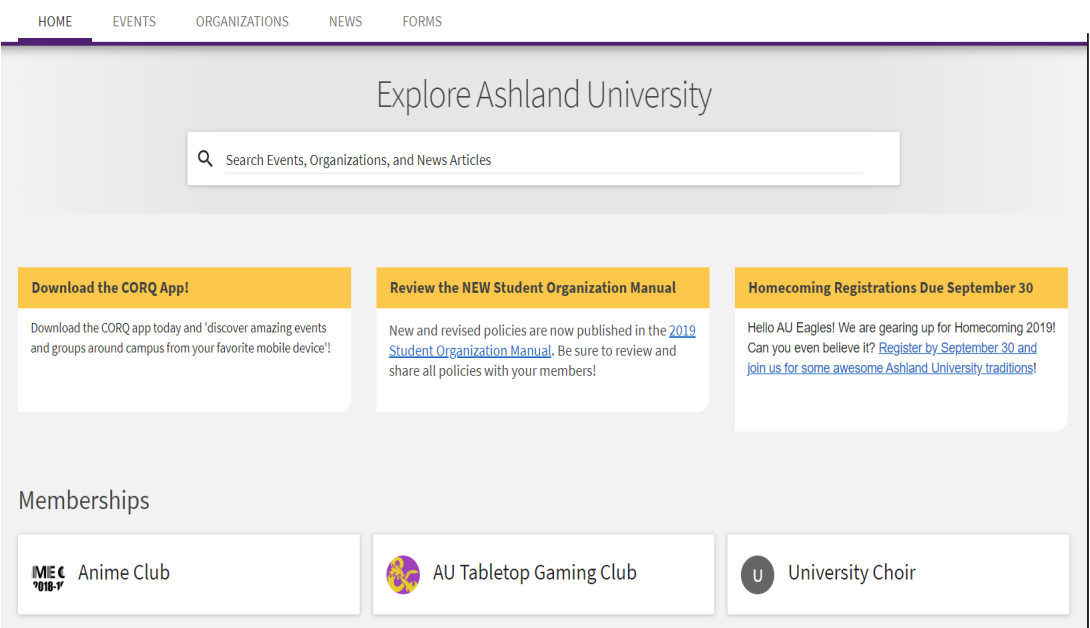 HOME EVENTS ORGANIZATIONS NEWS FORMS
Explore Ashland University
Search Events, Organizations, and News Articles
Download the CORQ App!
Download the CORQ app today and 'discover amazing events
and groups around campus from your favorite mobile device'!
Review the NEW Student Organization Manual
New and revised policies are now published in the 2019
Student Organization Manual. Be sure to review and
share all policies with your members!
Homecoming Registrations Due September 30
Hello AU Eagles! We are gearing up for Homecoming 2019!
Can you even believe it? Register by September 30 and
join us for some awesome Ashland University traditions!
Memberships
Anime Club
AU Tabletop Gaming Club
U
University Choir